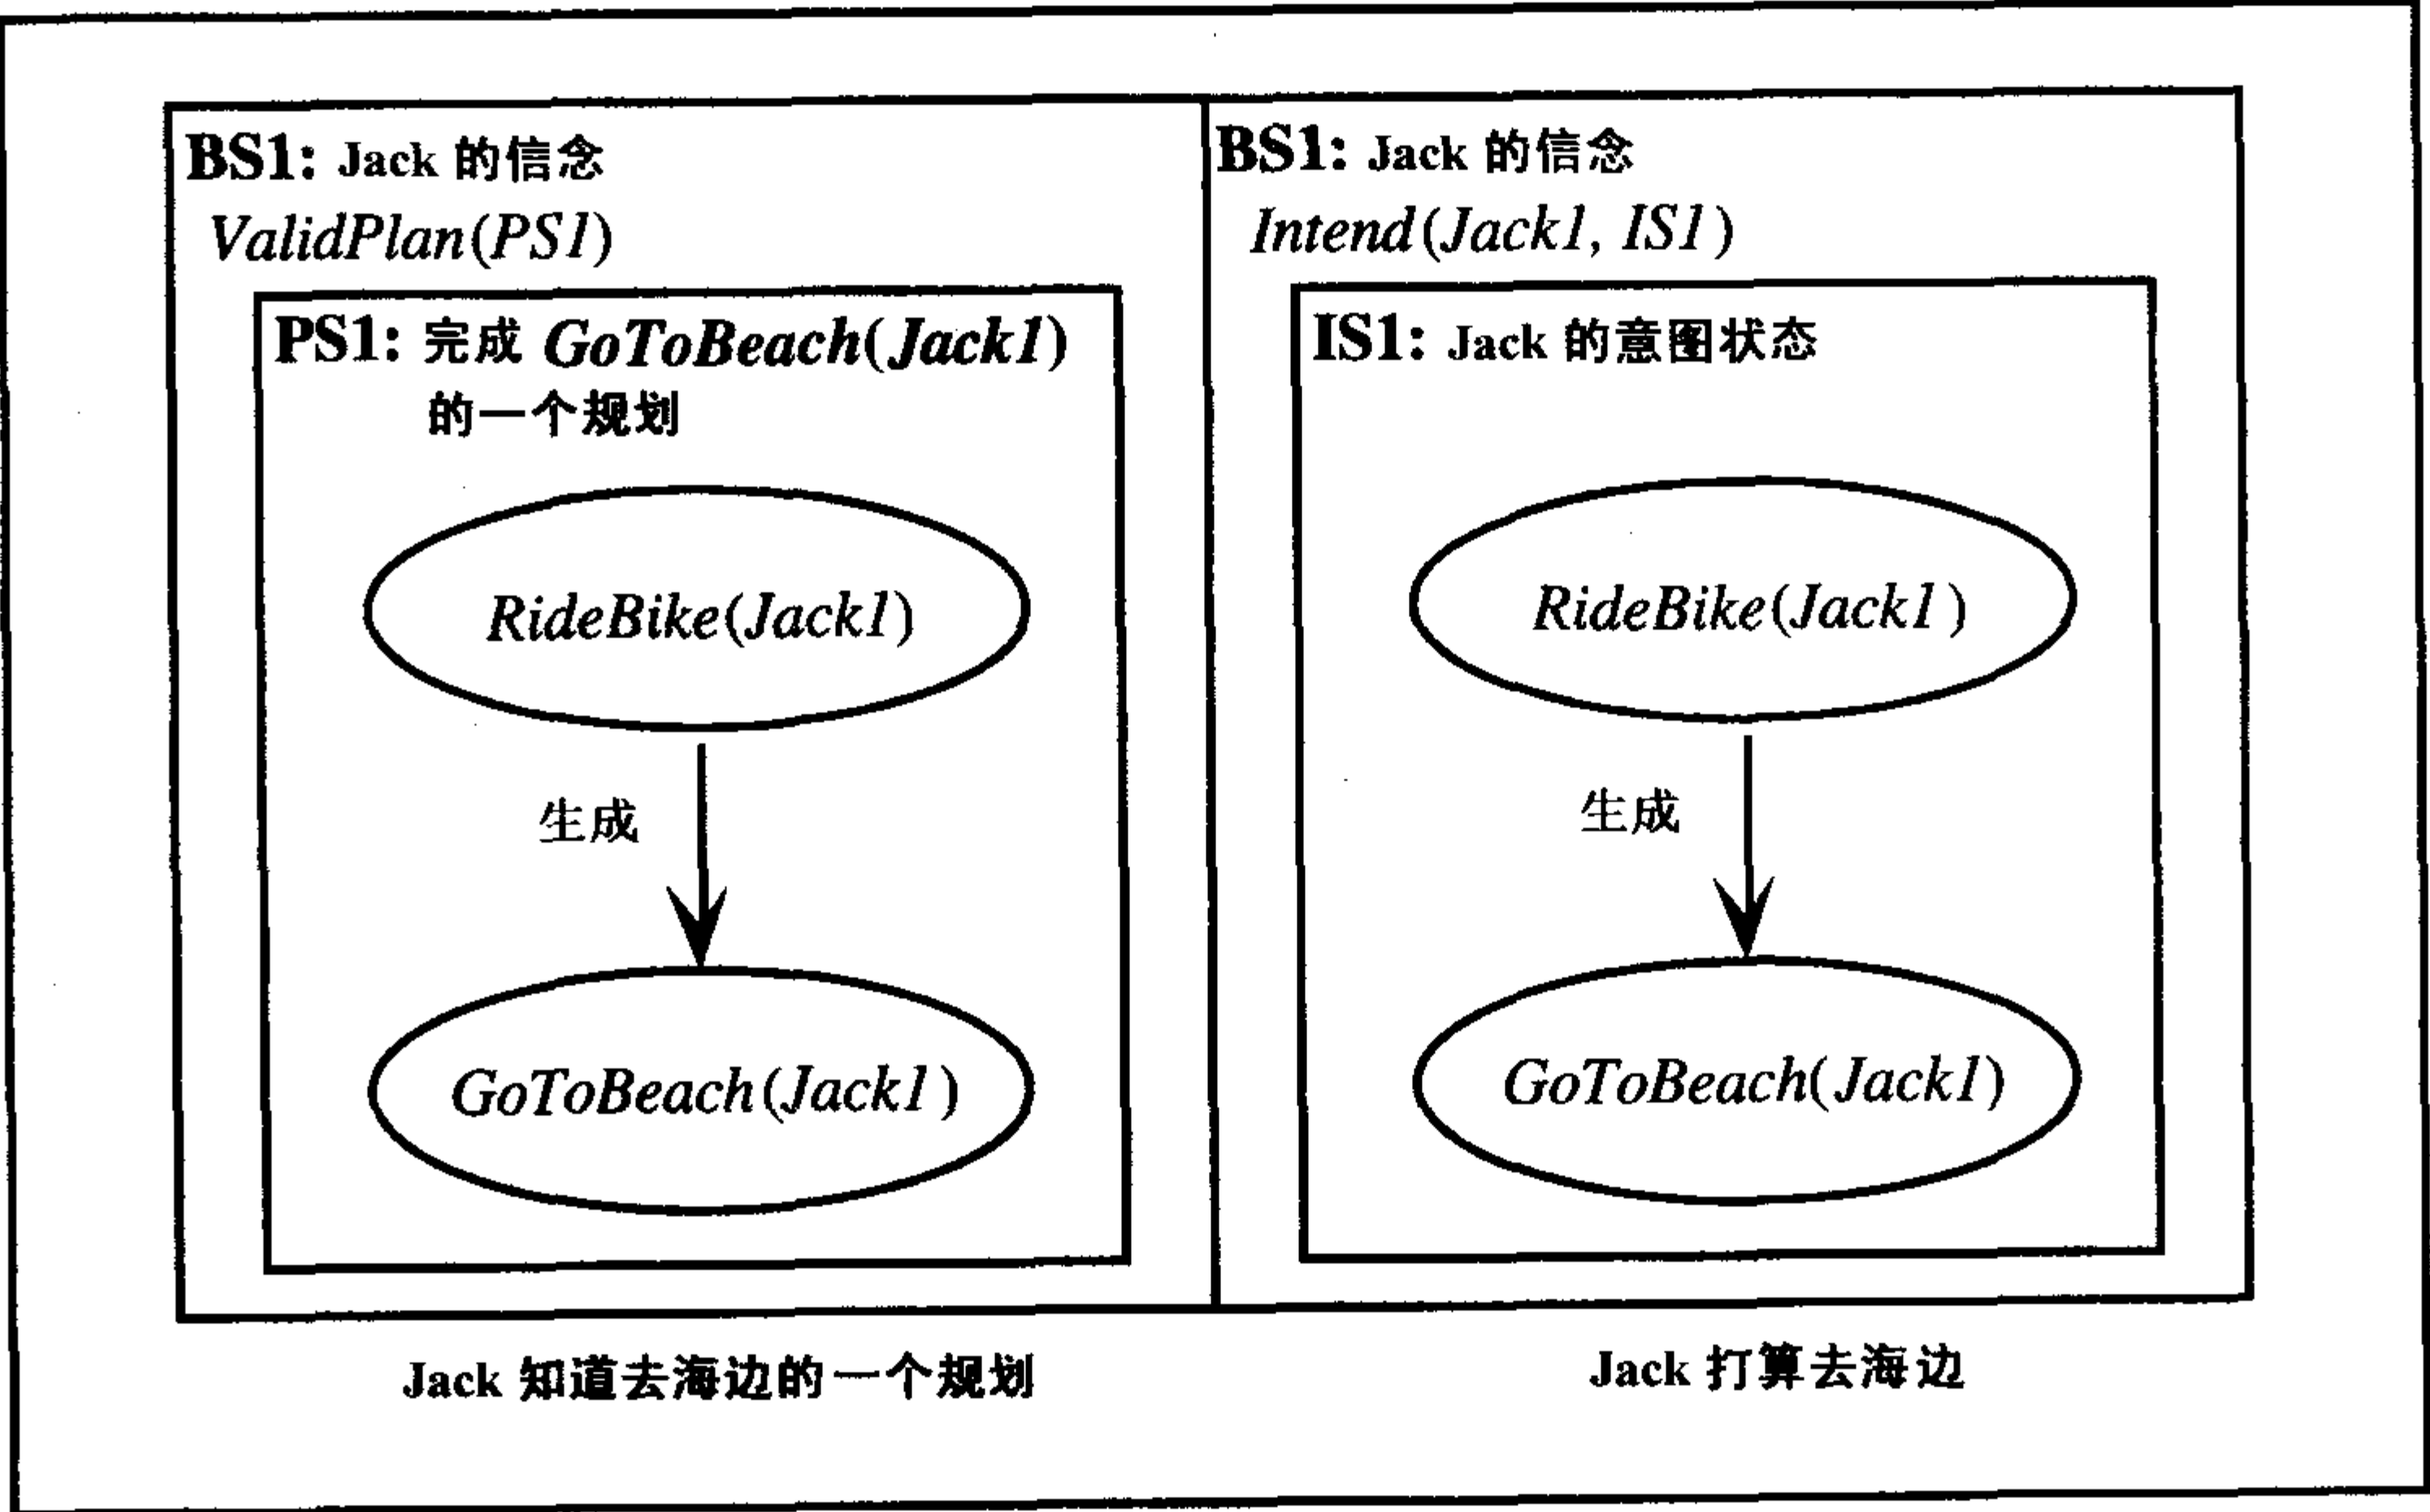 BS1: Jack 的信念
ValidPlan(PS1)
PS1: 完成 GoToBeach(Jack1)
的一个规划
RideBike(Jack1)
生成
GoToBeach(Jack1)
Jack 知道去海边的一个规划
BS1: Jack 的信念
Intend(Jack1, IS1)
IS1: Jack 的意图状态
RideBike(Jack1)
生成
GoToBeach(Jack1)
Jack 打算去海边